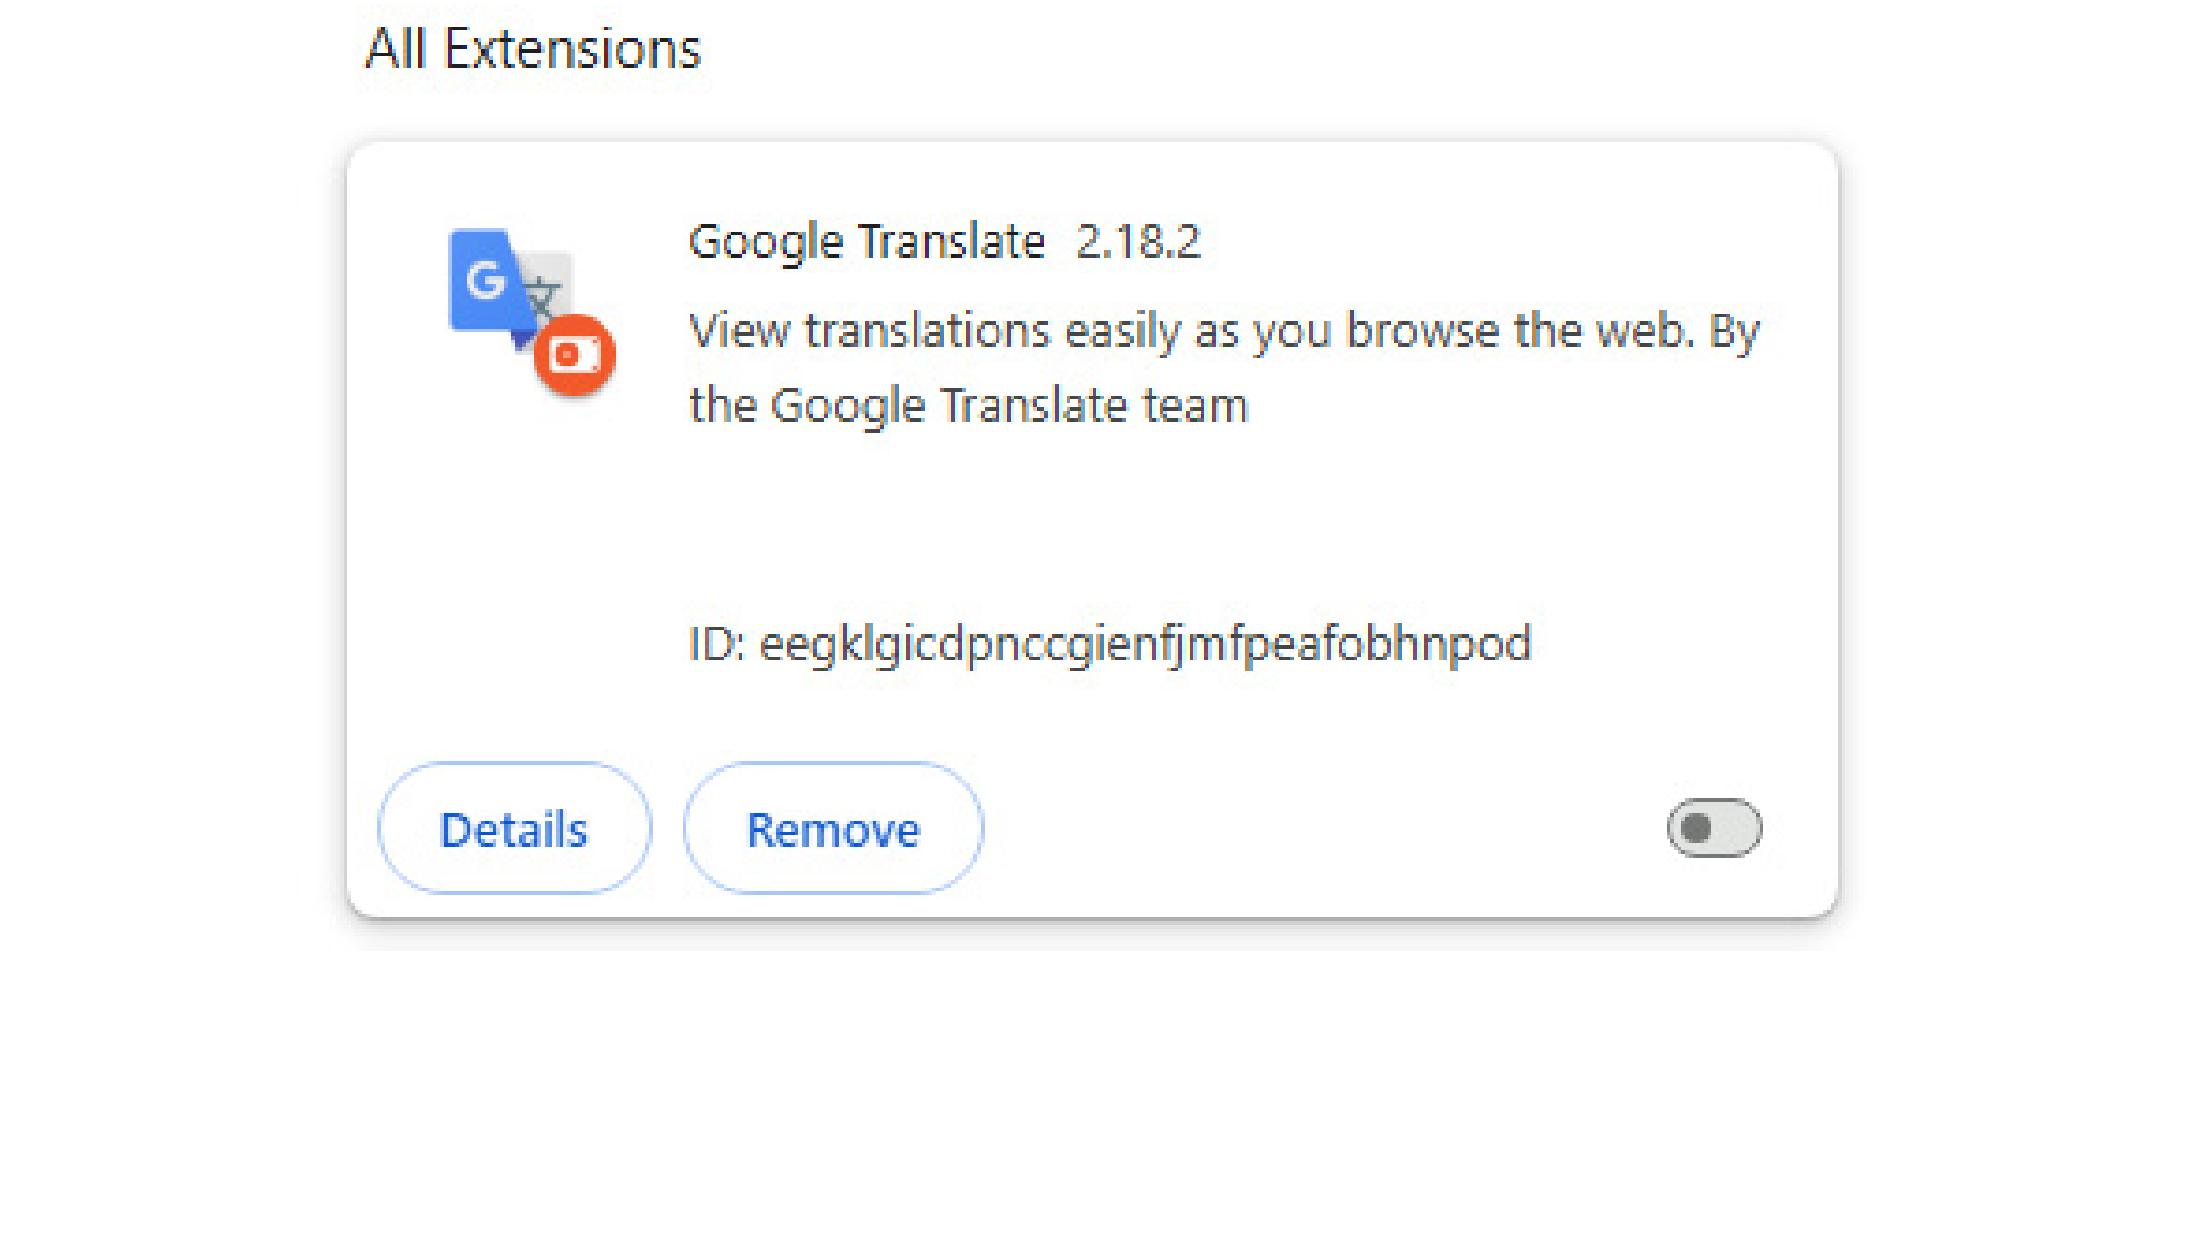 All Extensions
G 文
Google Translate 2.18.2
View translations easily as you browse the web. By
the Google Translate team
ID: eegklgicdpnccgienfjmfpeafobhnpod
Details Remove